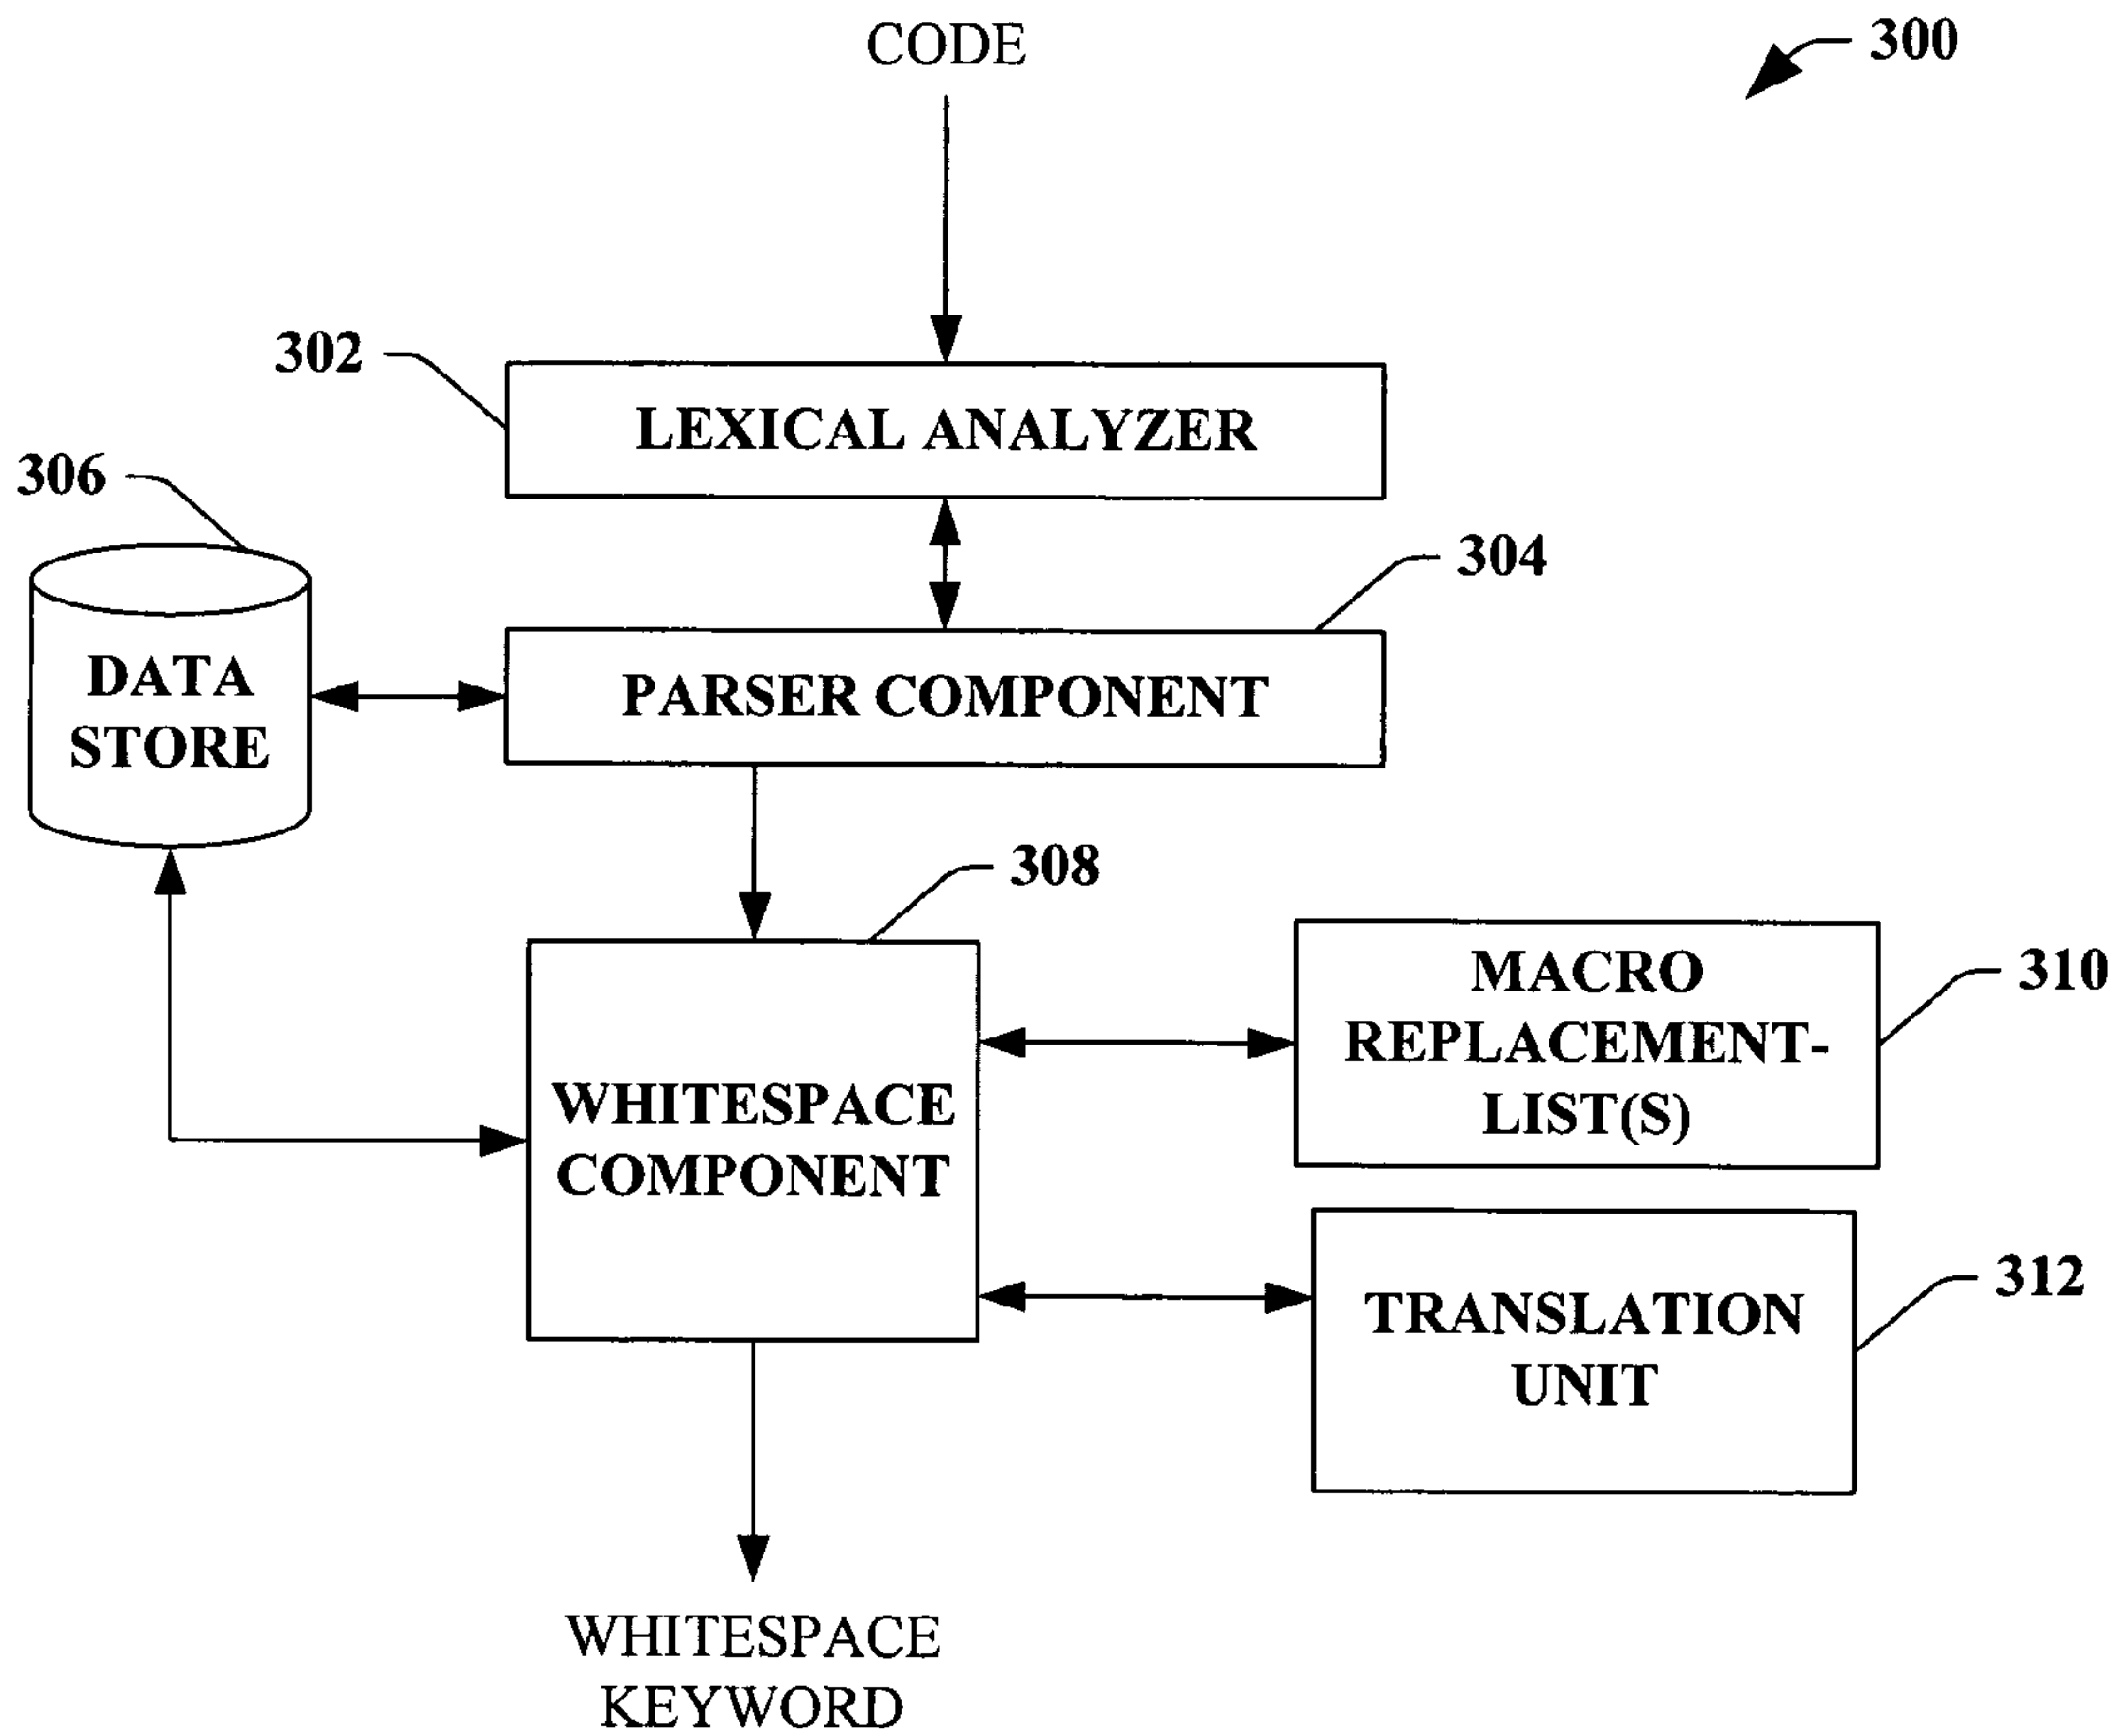 CODE
300
302
LEXICAL ANALYZER
306
304
DATA
STORE
PARSER COMPONENT
308
MACRO
REPLACEMENT-
LIST(S)
310
WHITESPACE
COMPONENT
TRANSLATION
UNIT
312
WHITESPACE
KEYWORD